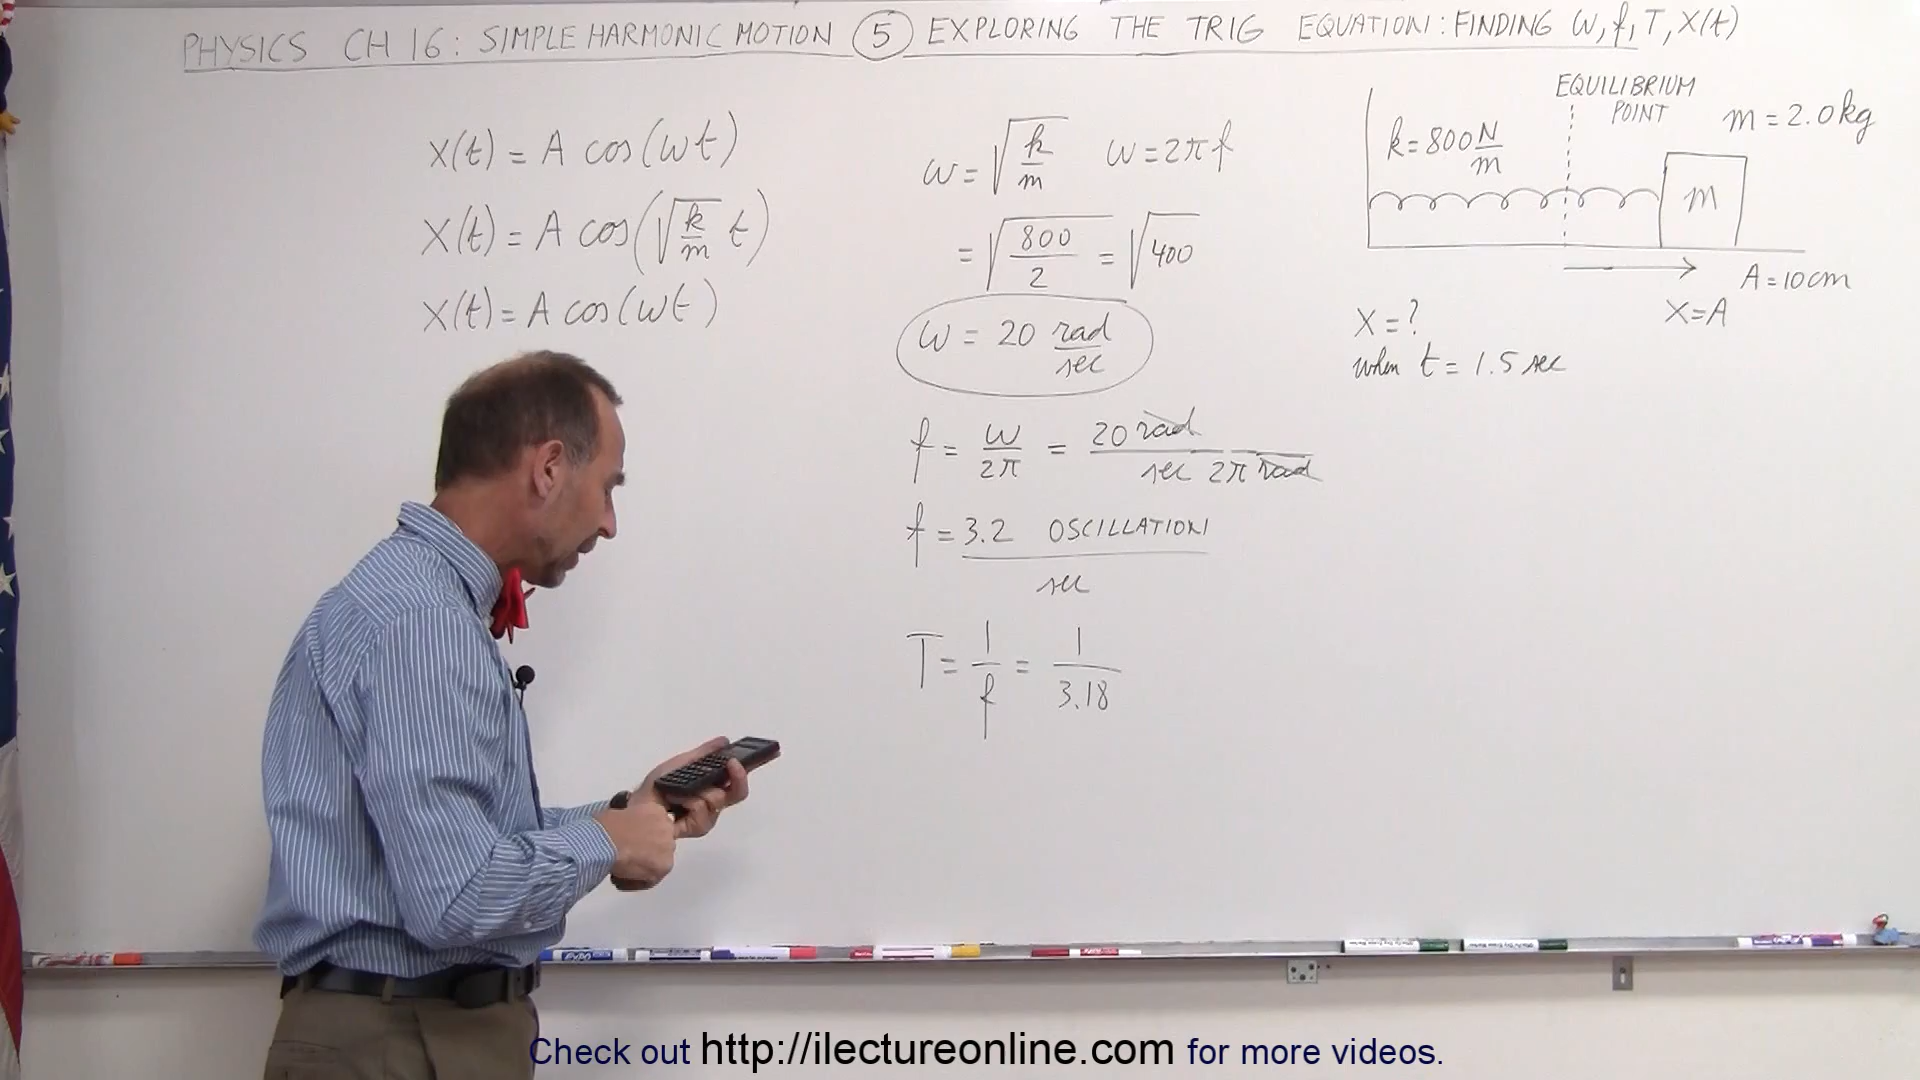 PHYSICS CH 16: SIMPLE HARMONIC MOTION ⑤ EXPLORING THE TRIG EQUATION: FINDING ω, f, T, X(t)
X(t) = A cos(ωt)
X(t) = A cos(√(k/m) t)
X(t) = A cos(ωt)
ω = √(k/m) ω = 2πf
= √(800/2) = √400
ω = 20 rad/sec
f = ω/2π = 20 rad / sec 2π rad
f = 3.2 OSCILLATION/sec
T = 1/f = 1/3.18
EQUILIBRIUM
POINT
m = 2.0 kg
k = 800 N/m
m
A = 10 cm
X = A
X = ?
when t = 1.5 sec
Check out http://ilectureonline.com for more videos.